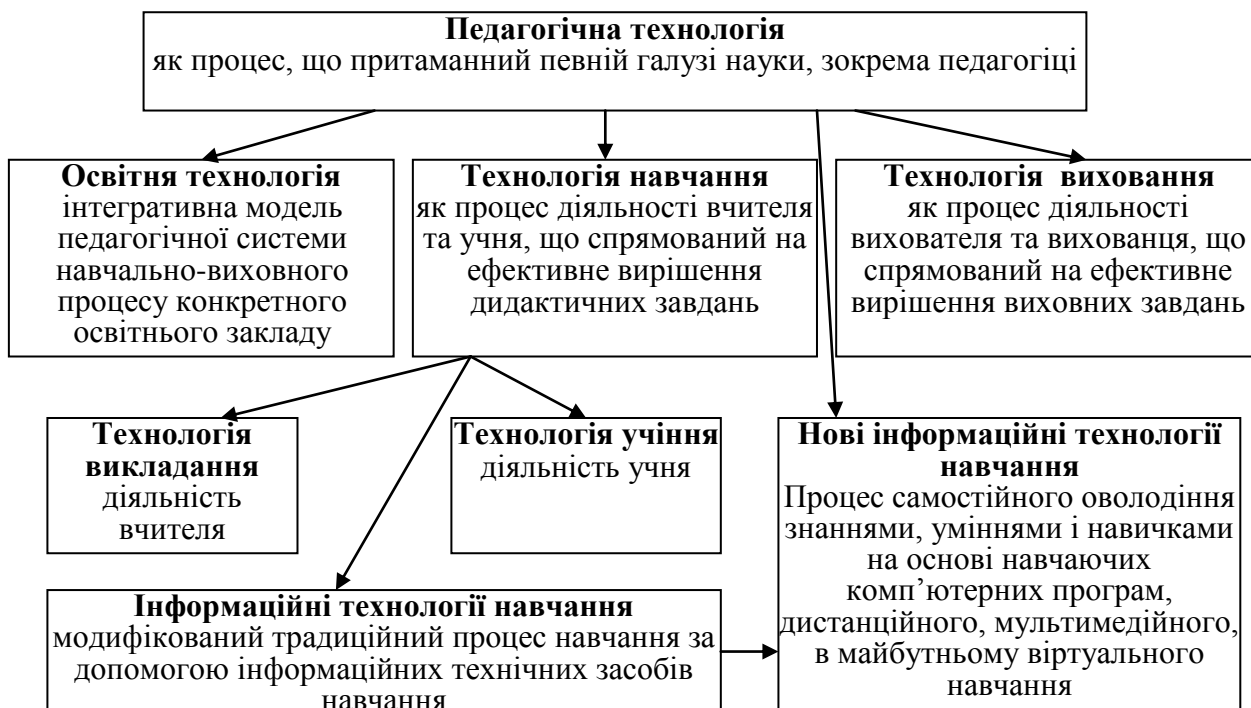 Педагогічна технологія
як процес, що притаманний певній галузі науки, зокрема педагогіці
Освітня технологія
інтегративна модель
педагогічної системи
навчально-виховного
процесу конкретного
освітнього закладу
Технологія навчання
як процес діяльності вчителя
та учня, що спрямований на
ефективне вирішення
дидактичних завдань
Технологія виховання
як процес діяльності
вихователя та вихованця, що
спрямований на ефективне
вирішення виховних завдань
Технологія
викладання
діяльність
вчителя
Технологія учіння
діяльність учня
Нові інформаційні технології
навчання
Процес самостійного оволодіння
знаннями, уміннями і навичками
на основі навчаючих
комп’ютерних програм,
дистанційного, мультимедійного,
в майбутньому віртуального
навчання
Інформаційні технології навчання
модифікований традиційний процес навчання за
допомогою інформаційних технічних засобів
навчання